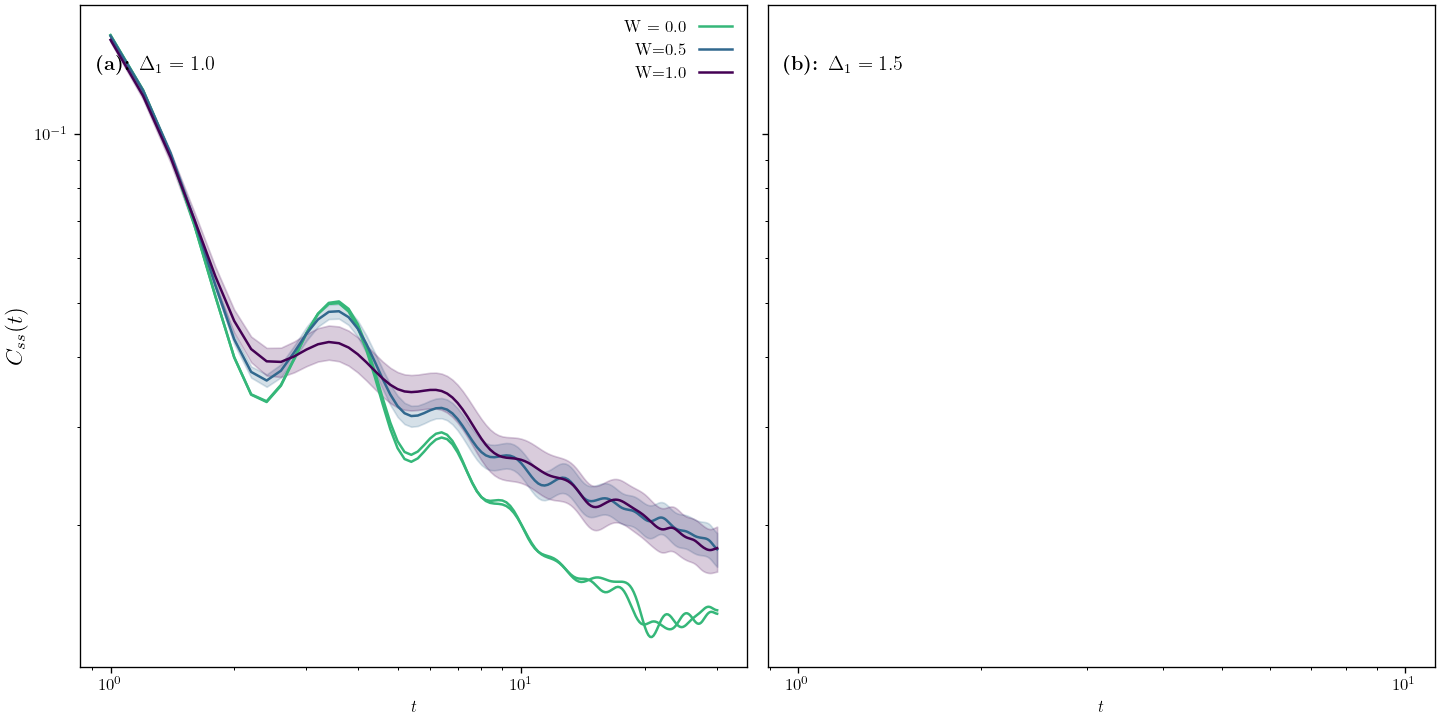 (a): Δ₁ = 1.0
W = 0.0
W=0.5
W=1.0
10⁻¹
C_ss(t)
10⁰
10¹
t
(b): Δ₁ = 1.5
10⁰
10¹
t